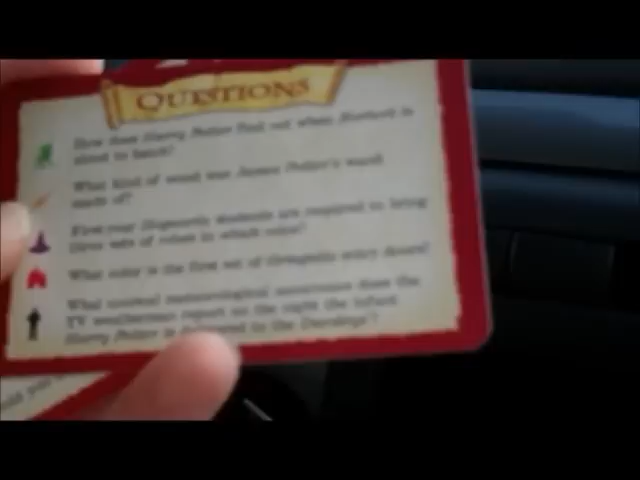 QUESTIONS
How does Harry Potter find out when Norbert is
about to hatch?
What kind of wood was James Potter's wand
made of?
First-year Hogwarts students are required to bring
three sets of robes in which color?
What color is the first set of Gringotts entry doors?
What unusual meteorological occurrence does the
TV weatherman report on the night the infant
Harry Potter is delivered to the Dursleys'?